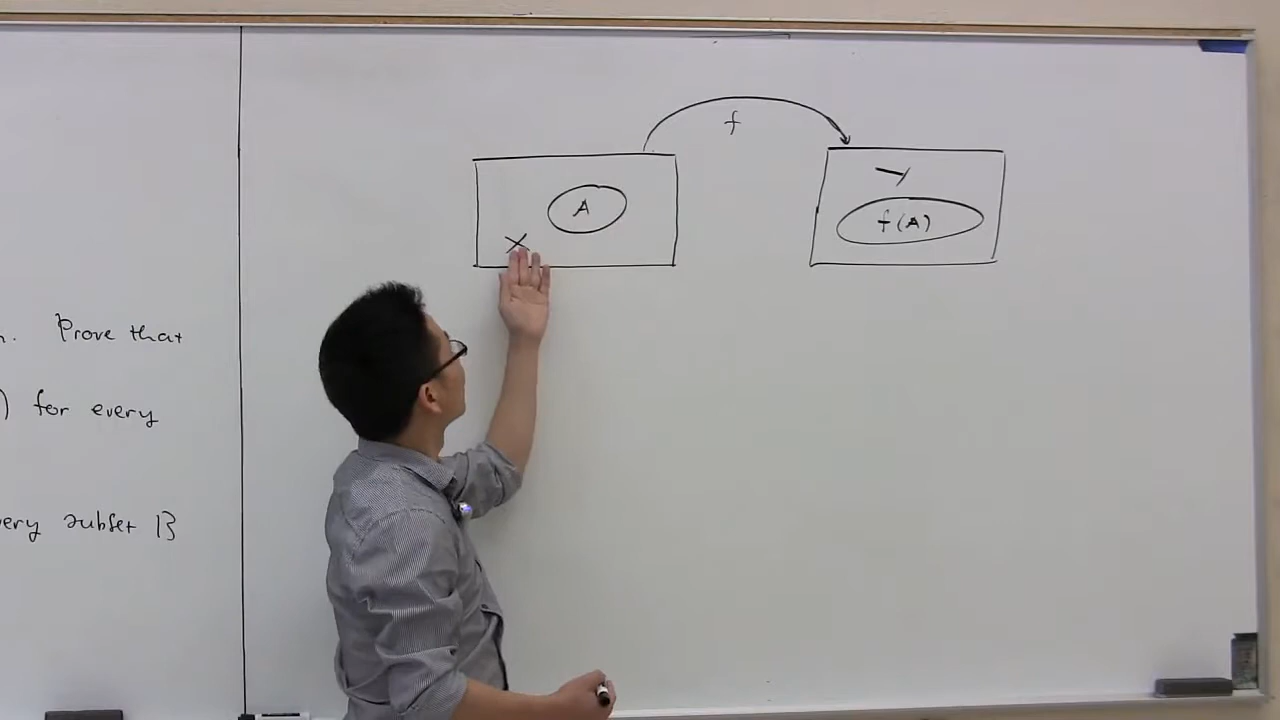 n. Prove that
) for every
very subset B
f
A
X
Y
f(A)